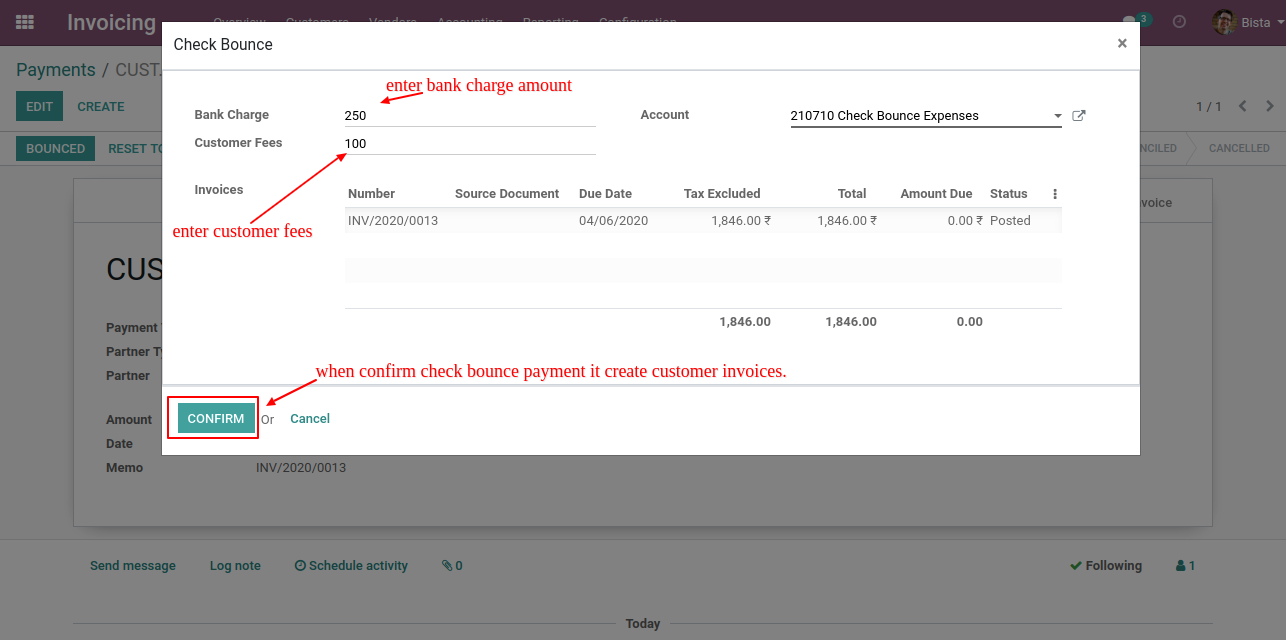 Invoicing Overview Customers Vendors Accounting Reporting Configuration 3 Bista
Check Bounce ×
Payments / CUST.
enter bank charge amount
EDIT CREATE 1 / 1
Bank Charge 250 Account 210710 Check Bounce Expenses
Customer Fees 100
BOUNCED RESET TO NCILED CANCELLED
Invoices
Number Source Document Due Date Tax Excluded Total Amount Due Status
INV/2020/0013 04/06/2020 1,846.00 ₹ 1,846.00 ₹ 0.00 ₹ Posted
voice
enter customer fees
CUS
1,846.00 1,846.00 0.00
Payment
Partner Ty
Partner
when confirm check bounce payment it create customer invoices.
CONFIRM Or Cancel
Amount
Date
Memo INV/2020/0013
Send message Log note Schedule activity 0 Following 1
Today